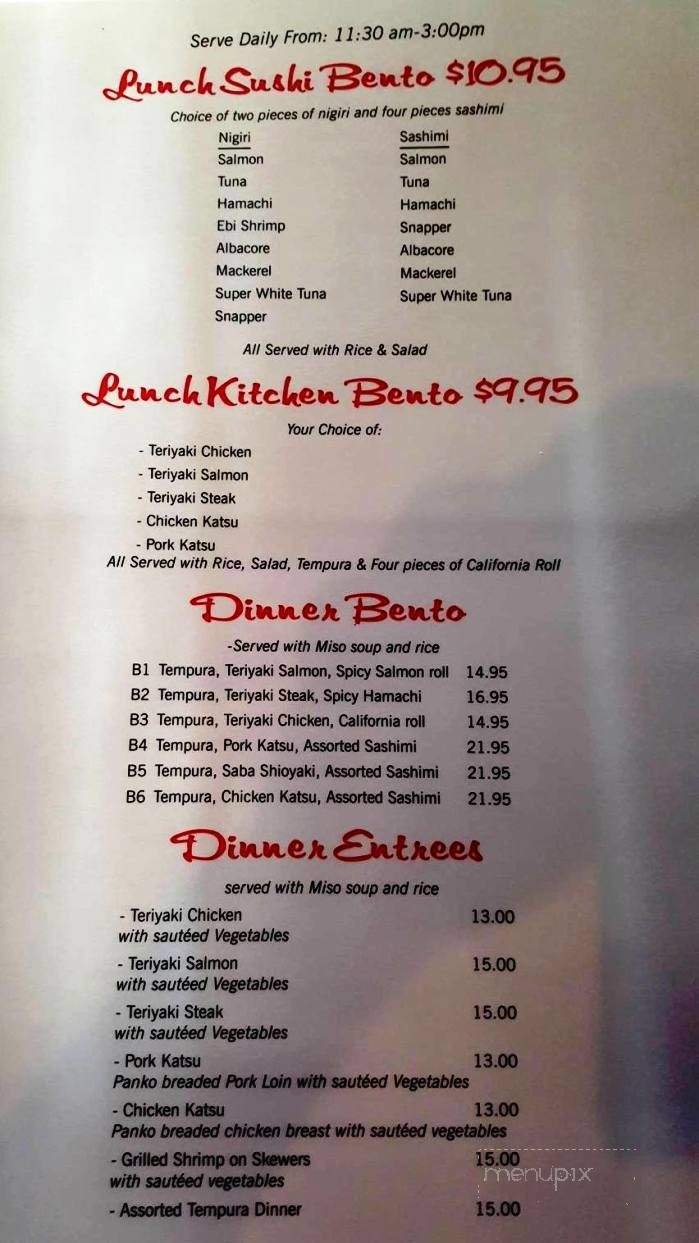 Serve Daily From: 11:30 am-3:00pm
Lunch Sushi Bento $10.95
Choice of two pieces of nigiri and four pieces sashimi
Nigiri Sashimi
Salmon Salmon
Tuna Tuna
Hamachi Hamachi
Ebi Shrimp Snapper
Albacore Albacore
Mackerel Mackerel
Super White Tuna Super White Tuna
Snapper
All Served with Rice & Salad
Lunch Kitchen Bento $9.95
Your Choice of:
- Teriyaki Chicken
- Teriyaki Salmon
- Teriyaki Steak
- Chicken Katsu
- Pork Katsu
All Served with Rice, Salad, Tempura & Four pieces of California Roll
Dinner Bento
-Served with Miso soup and rice
B1 Tempura, Teriyaki Salmon, Spicy Salmon roll 14.95
B2 Tempura, Teriyaki Steak, Spicy Hamachi 16.95
B3 Tempura, Teriyaki Chicken, California roll 14.95
B4 Tempura, Pork Katsu, Assorted Sashimi 21.95
B5 Tempura, Saba Shioyaki, Assorted Sashimi 21.95
B6 Tempura, Chicken Katsu, Assorted Sashimi 21.95
Dinner Entrees
served with Miso soup and rice
- Teriyaki Chicken 13.00
with sautéed Vegetables
- Teriyaki Salmon 15.00
with sautéed Vegetables
- Teriyaki Steak 15.00
with sautéed Vegetables
- Pork Katsu 13.00
Panko breaded Pork Loin with sautéed Vegetables
- Chicken Katsu 13.00
Panko breaded chicken breast with sautéed vegetables
- Grilled Shrimp on Skewers 15.00
with sautéed vegetables
menupix
- Assorted Tempura Dinner 15.00